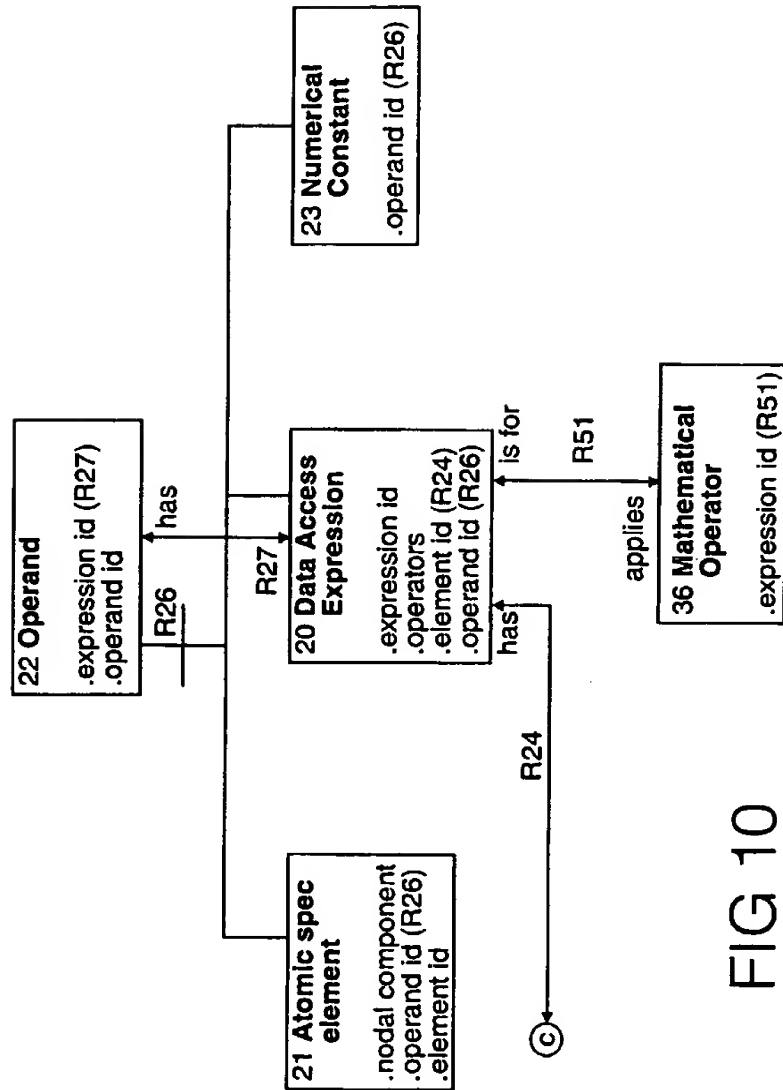 22 Operand
.expression id (R27)
.operand id
R26
has
R27
21 Atomic spec
element
.nodal component
.operand id (R26)
.element id
20 Data Access
Expression
.expression id
.operators
.element id (R24)
.operand id (R26)
23 Numerical
Constant
.operand id (R26)
has
is for
R24
R51
applies
c
36 Mathematical
Operator
.expression id (R51)
FIG 10